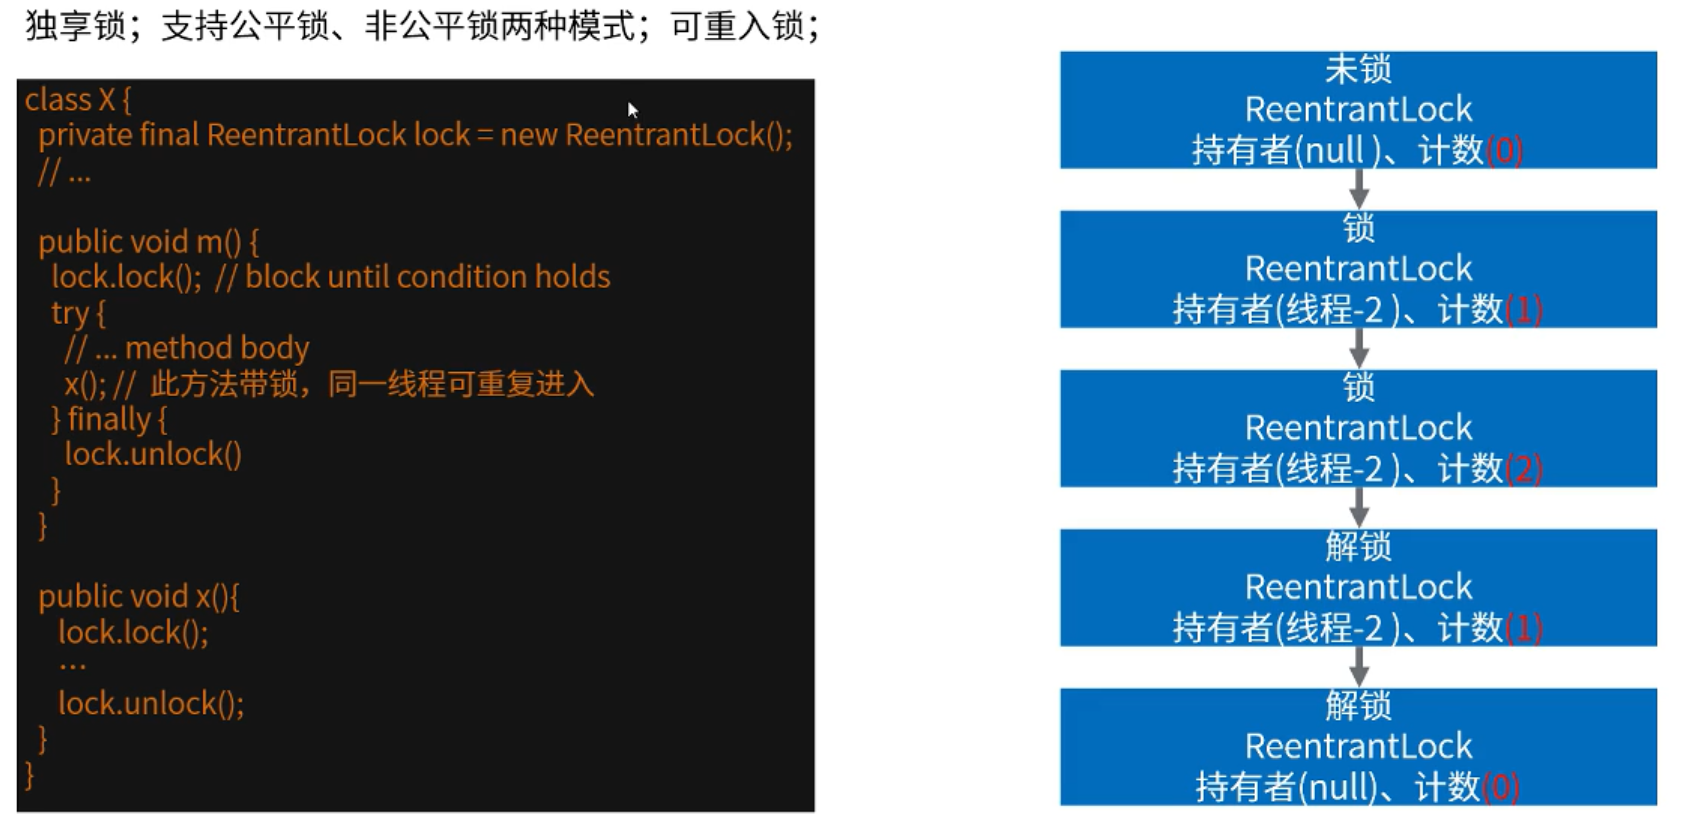 独享锁；支持公平锁、非公平锁两种模式；可重入锁；
class X {
private final ReentrantLock lock = new ReentrantLock();
// ...
public void m() {
lock.lock();  // block until condition holds
try {
// ... method body
x(); //  此方法带锁，同一线程可重复进入
} finally {
lock.unlock()
}
}
public void x(){
lock.lock();
...
lock.unlock();
}
}
未锁
ReentrantLock
持有者(null )、计数(0)
锁
ReentrantLock
持有者(线程-2 )、计数(1)
锁
ReentrantLock
持有者(线程-2 )、计数(2)
解锁
ReentrantLock
持有者(线程-2 )、计数(1)
解锁
ReentrantLock
持有者(null)、计数(0)